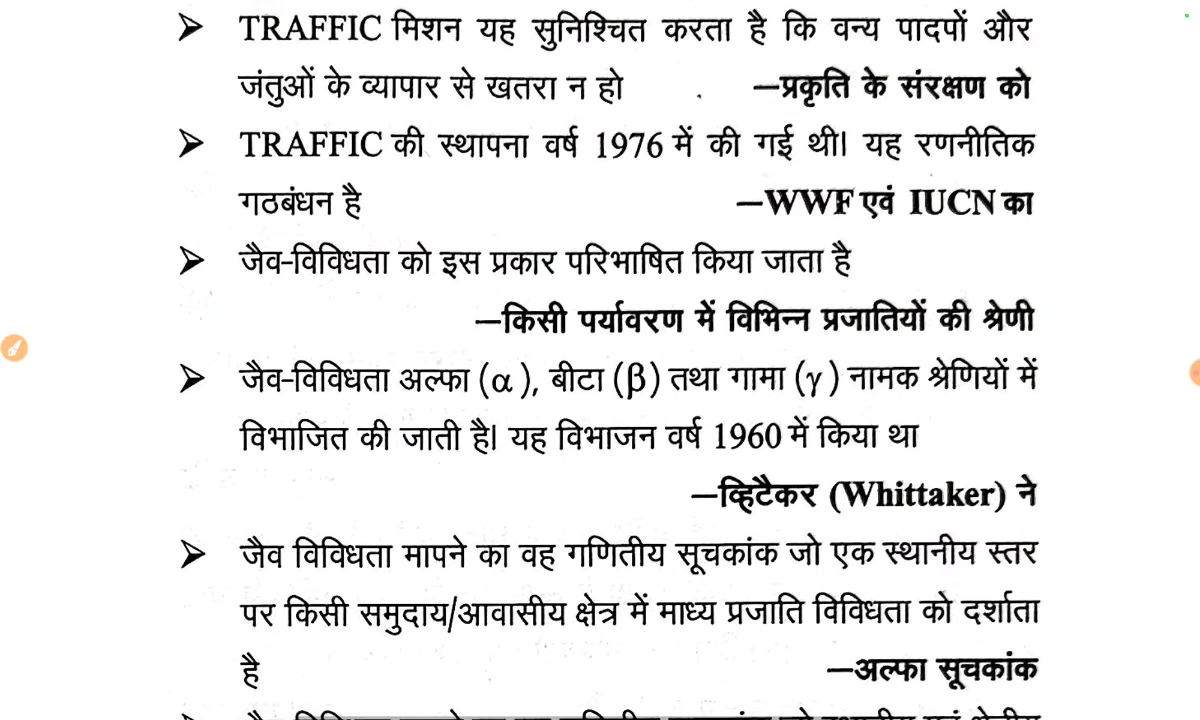 ➢ TRAFFIC मिशन यह सुनिश्चित करता है कि वन्य पादपों और
जंतुओं के व्यापार से खतरा न हो —प्रकृति के संरक्षण को
➢ TRAFFIC की स्थापना वर्ष 1976 में की गई थी। यह रणनीतिक
गठबंधन है —WWF एवं IUCN का
➢ जैव-विविधता को इस प्रकार परिभाषित किया जाता है
—किसी पर्यावरण में विभिन्न प्रजातियों की श्रेणी
➢ जैव-विविधता अल्फा (α), बीटा (β) तथा गामा (γ) नामक श्रेणियों में
विभाजित की जाती है। यह विभाजन वर्ष 1960 में किया था
—व्हिटैकर (Whittaker) ने
➢ जैव विविधता मापने का वह गणितीय सूचकांक जो एक स्थानीय स्तर
पर किसी समुदाय/आवासीय क्षेत्र में माध्य प्रजाति विविधता को दर्शाता
है —अल्फा सूचकांक